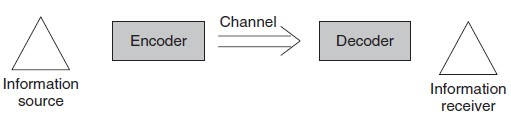 Channel
Encoder
Decoder
Information
source
Information
receiver